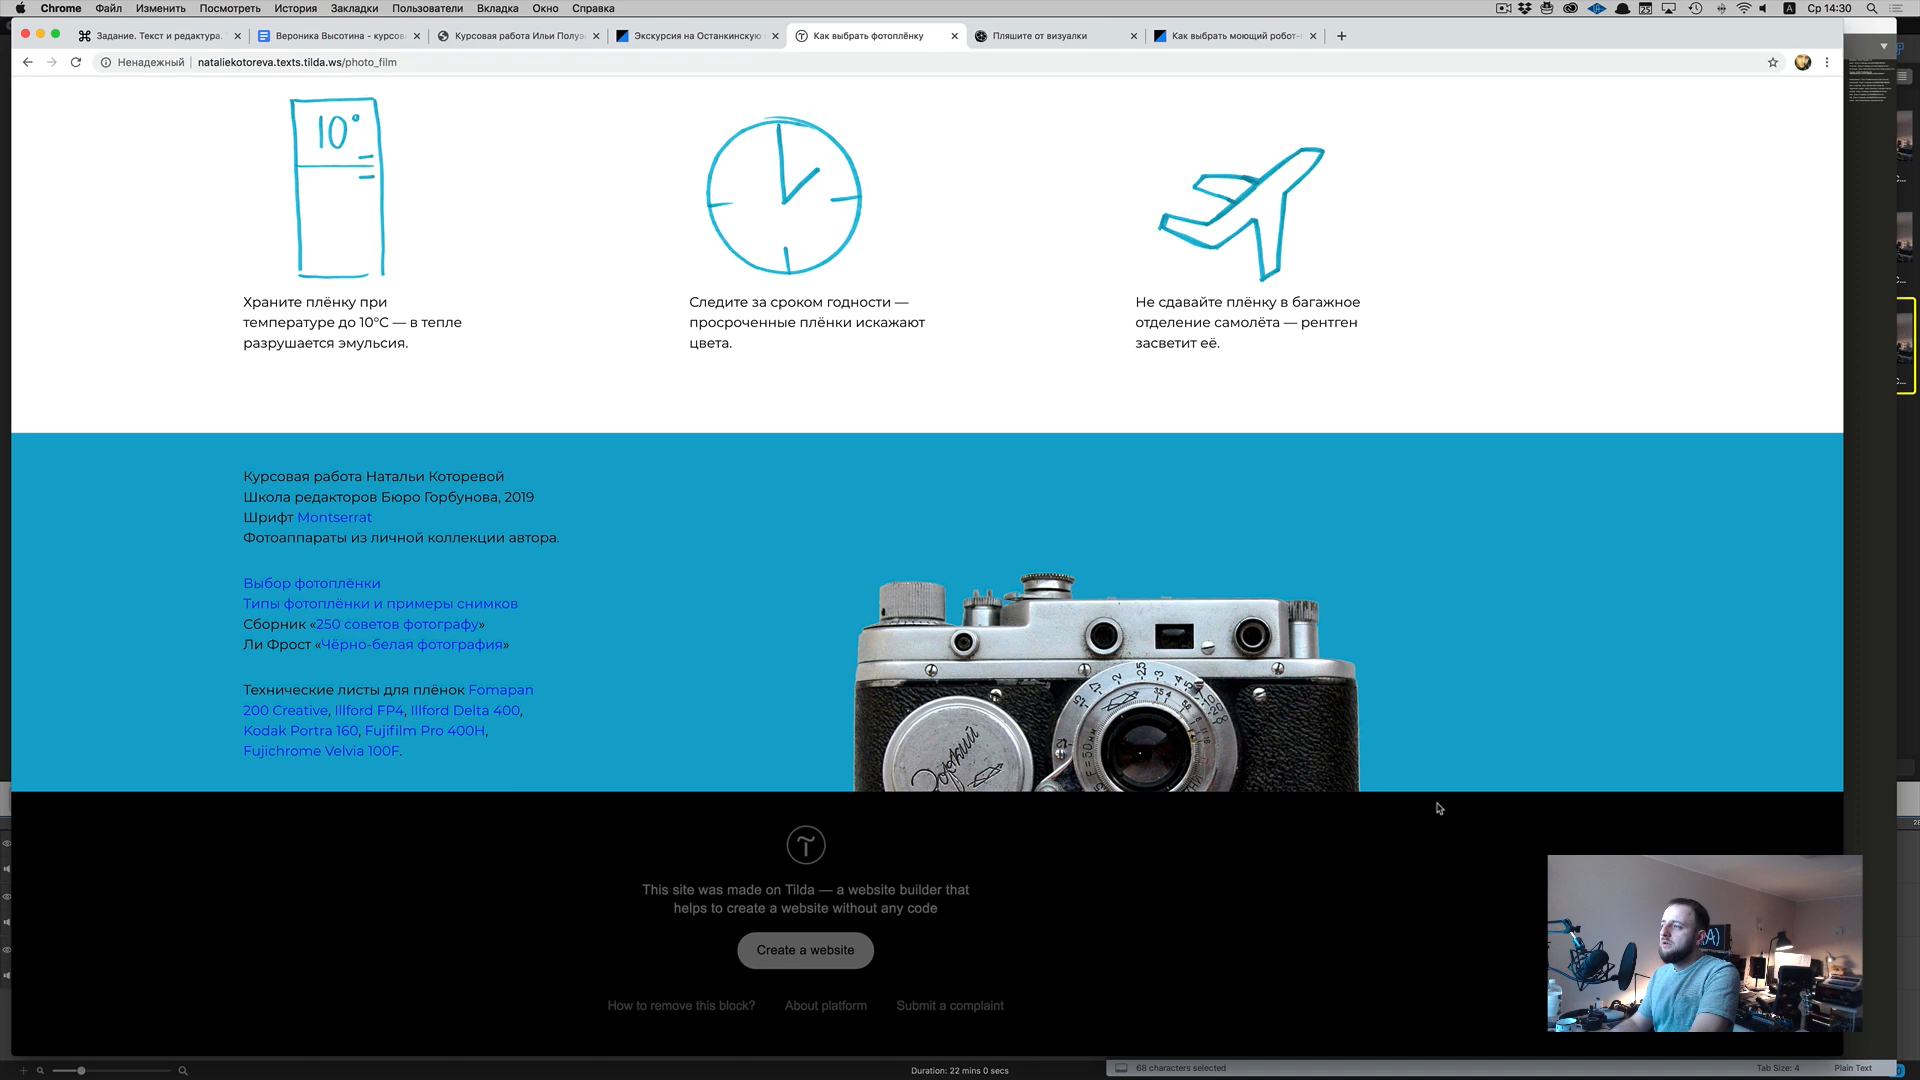 Chrome Файл Изменить Посмотреть История Закладки Пользователи Вкладка Окно Справка
25 A Ср 14:30
Задание. Текст и редактура.
Вероника Высотина - курсов
Курсовая работа Ильи Полуэ
Экскурсия на Останкинскую
Как выбрать фотоплёнку
Пляшите от визуалки
Как выбрать моющий робот-
Ненадежный nataliekotoreva.texts.tilda.ws/photo_film
10°
Храните плёнку при
температуре до 10°С — в тепле
разрушается эмульсия.
Следите за сроком годности —
просроченные плёнки искажают
цвета.
Не сдавайте плёнку в багажное
отделение самолёта — рентген
засветит её.
Курсовая работа Натальи Которевой
Школа редакторов Бюро Горбунова, 2019
Шрифт Montserrat
Фотоаппараты из личной коллекции автора.
Выбор фотоплёнки
Типы фотоплёнки и примеры снимков
Сборник «250 советов фотографу»
Ли Фрост «Чёрно-белая фотография»
Технические листы для плёнок Fomapan
200 Creative, Illford FP4, Illford Delta 400,
Kodak Portra 160, Fujifilm Pro 400H,
Fujichrome Velvia 100F.
Зоркий
F=50мм
This site was made on Tilda — a website builder that
helps to create a website without any code
Create a website
How to remove this block? About platform Submit a complaint
Duration: 22 mins 0 secs
68 characters selected
Tab Size: 4
Plain Text